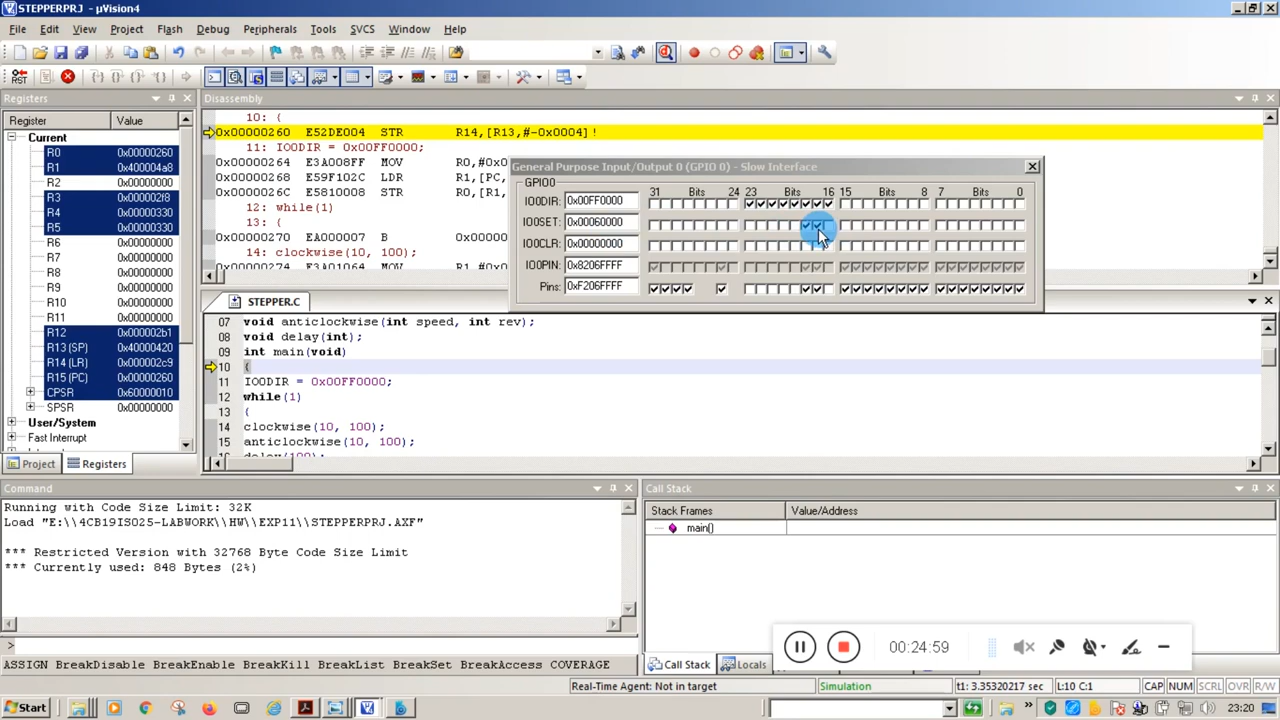 STEPPERPRJ - µVision4
File Edit View Project Flash Debug Peripherals Tools SVCS Window Help
RST
Registers
Register Value
Current
R0 0x00000260
R1 0x400004a8
R2 0x00000000
R3 0x000002f8
R4 0x00000330
R5 0x00000330
R6 0x00000000
R7 0x00000000
R8 0x00000000
R9 0x00000000
R10 0x00000000
R11 0x00000000
R12 0x000002b1
R13 (SP) 0x40000420
R14 (LR) 0x000002c9
R15 (PC) 0x00000260
CPSR 0x60000010
SPSR 0x00000000
User/System
Fast Interrupt
Project Registers
Disassembly
10: {
0x00000260 E52DE004 STR R14,[R13,#-0x0004]!
11: IOODIR = 0x00FF0000;
0x00000264 E3A008FF MOV R0,#0x0
0x00000268 E59F102C LDR R1,[PC,
0x0000026C E5810008 STR R0,[R1,
12: while(1)
13: {
0x00000270 EA000007 B 0x00000
14: clockwise(10, 100);
0x00000274 E3A01064 MOV R1,#0x0
General Purpose Input/Output 0 (GPIO 0) - Slow Interface
GPIO0
31 Bits 24 23 Bits 16 15 Bits 8 7 Bits 0
IO0DIR: 0x00FF0000
IO0SET: 0x00060000
IO0CLR: 0x00000000
IO0PIN: 0x8206FFFF
Pins: 0xF206FFFF
STEPPER.C
07 void anticlockwise(int speed, int rev);
08 void delay(int);
09 int main(void)
10 {
11 IOODIR = 0x00FF0000;
12 while(1)
13 {
14 clockwise(10, 100);
15 anticlockwise(10, 100);
16 delay(100);
Command
Running with Code Size Limit: 32K
Load "E:\\4CB19IS025-LABWORK\\HW\\EXP11\\STEPPERPRJ.AXF"
*** Restricted Version with 32768 Byte Code Size Limit
*** Currently used: 848 Bytes (2%)
>
ASSIGN BreakDisable BreakEnable BreakKill BreakList BreakSet BreakAccess COVERAGE
Call Stack
Stack Frames Value/Address
main()
Call Stack Locals
00:24:59
Real-Time Agent: Not in target Simulation t1: 3.35320217 sec L:10 C:1 CAP NUM SCRL OVR R/W
Start
23:20